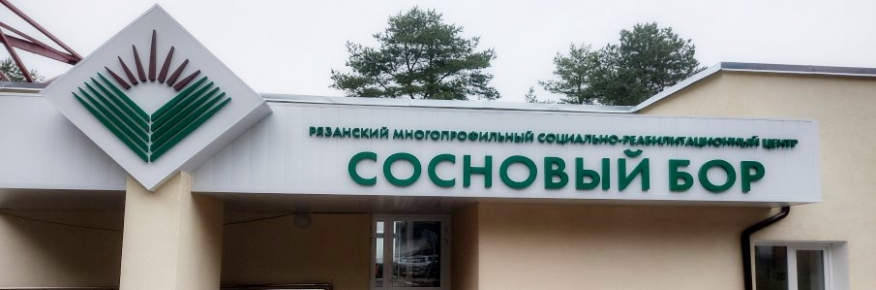 РЯЗАНСКИЙ МНОГОПРОФИЛЬНЫЙ СОЦИАЛЬНО-РЕАБИЛИТАЦИОННЫЙ ЦЕНТР
СОСНОВЫЙ БОР